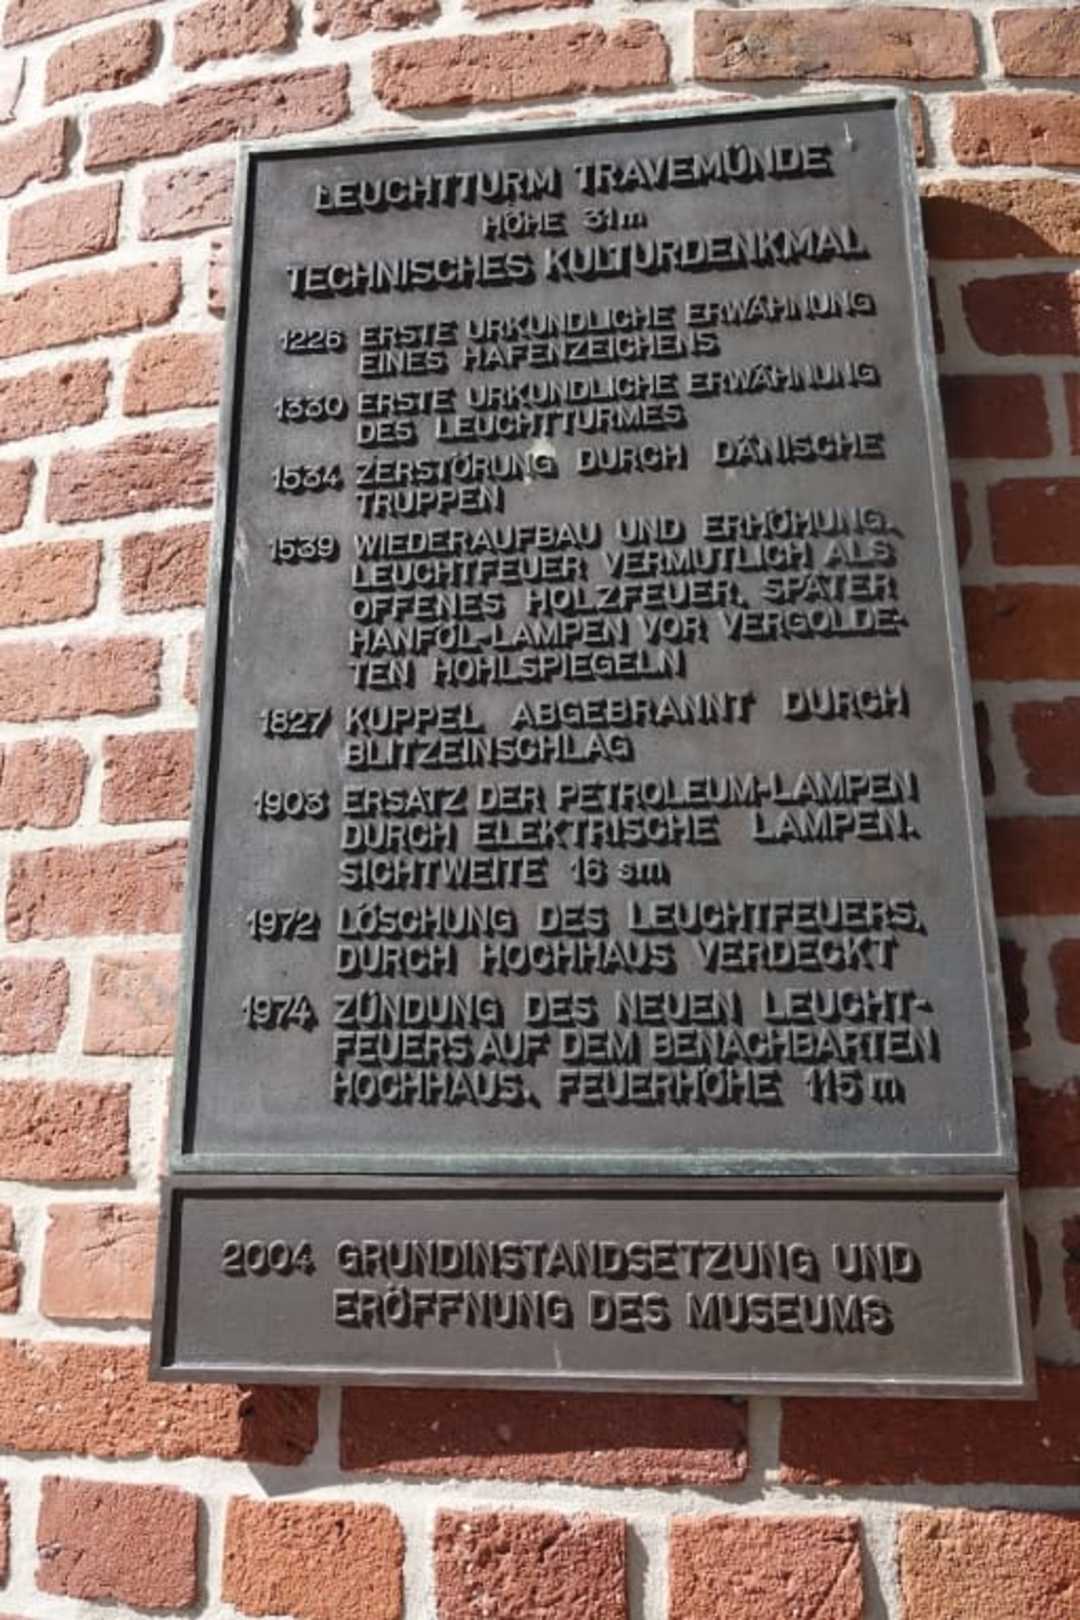 LEUCHTTURM TRAVEMÜNDE
HÖHE 31m
TECHNISCHES KULTURDENKMAL
1226 ERSTE URKUNDLICHE ERWÄHNUNG
EINES HAFENZEICHENS
1330 ERSTE URKUNDLICHE ERWÄHNUNG
DES LEUCHTTURMES
1534 ZERSTÖRUNG DURCH DÄNISCHE
TRUPPEN
1539 WIEDERAUFBAU UND ERHÖHUNG.
LEUCHTFEUER VERMUTLICH ALS
OFFENES HOLZFEUER, SPÄTER
HANFÖL-LAMPEN VOR VERGOLDE-
TEN HOHLSPIEGELN
1827 KUPPEL ABGEBRANNT DURCH
BLITZEINSCHLAG
1903 ERSATZ DER PETROLEUM-LAMPEN
DURCH ELEKTRISCHE LAMPEN.
SICHTWEITE 16 sm
1972 LÖSCHUNG DES LEUCHTFEUERS,
DURCH HOCHHAUS VERDECKT
1974 ZÜNDUNG DES NEUEN LEUCHT-
FEUERS AUF DEM BENACHBARTEN
HOCHHAUS. FEUERHÖHE 115 m
2004 GRUNDINSTANDSETZUNG UND
ERÖFFNUNG DES MUSEUMS